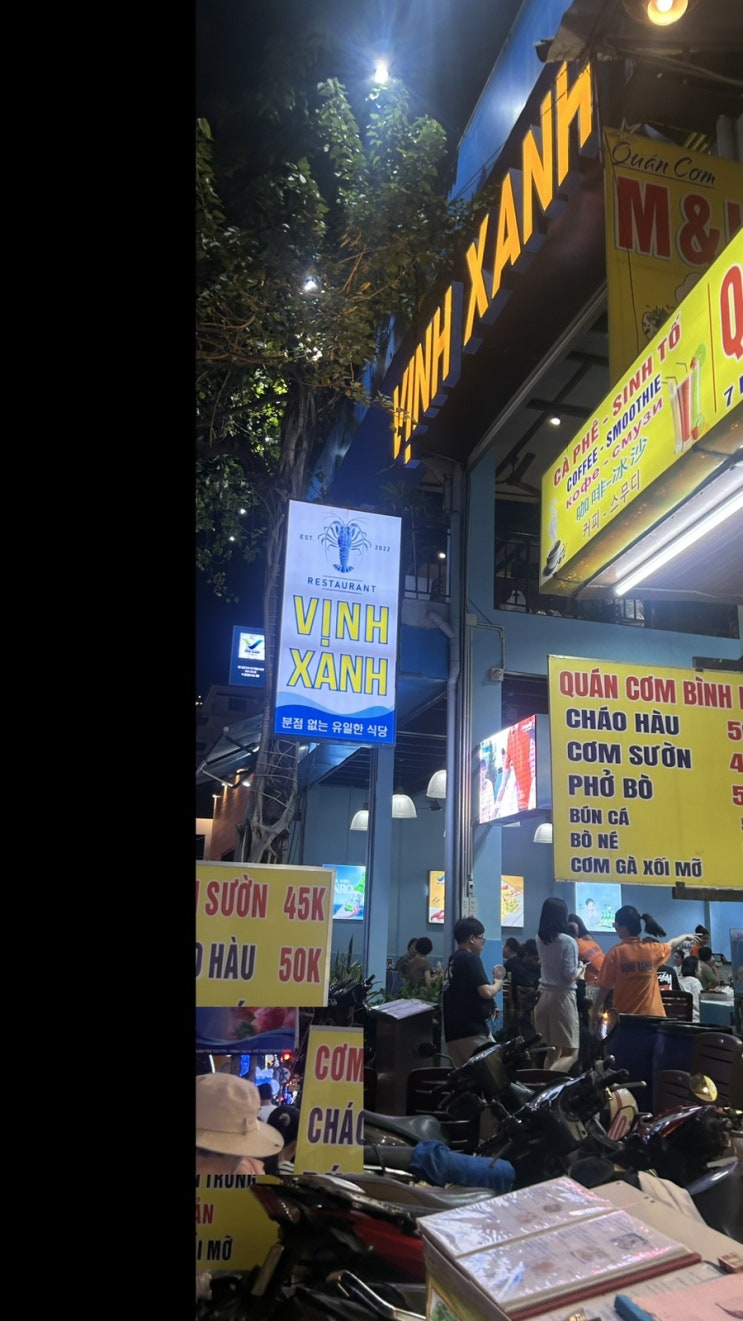 VỊNH XANH
Quán Cơm
M&
CÀ PHÊ - SINH TỐ
COFFEE - SMOOTHIE
кофе - смузи
咖啡-冰沙
커피 - 스무디
7
EST. 2022
RESTAURANT
VỊNH
XANH
분점 없는 유일한 식당
QUÁN CƠM BÌNH
CHÁO HÀU
CƠM SƯỜN
PHỞ BÒ
BÚN CÁ
BÒ NÉ
CƠM GÀ XỐI MỠ
SƯỜN 45K
HÀU 50K
CƠM
CHÁO
MỠ